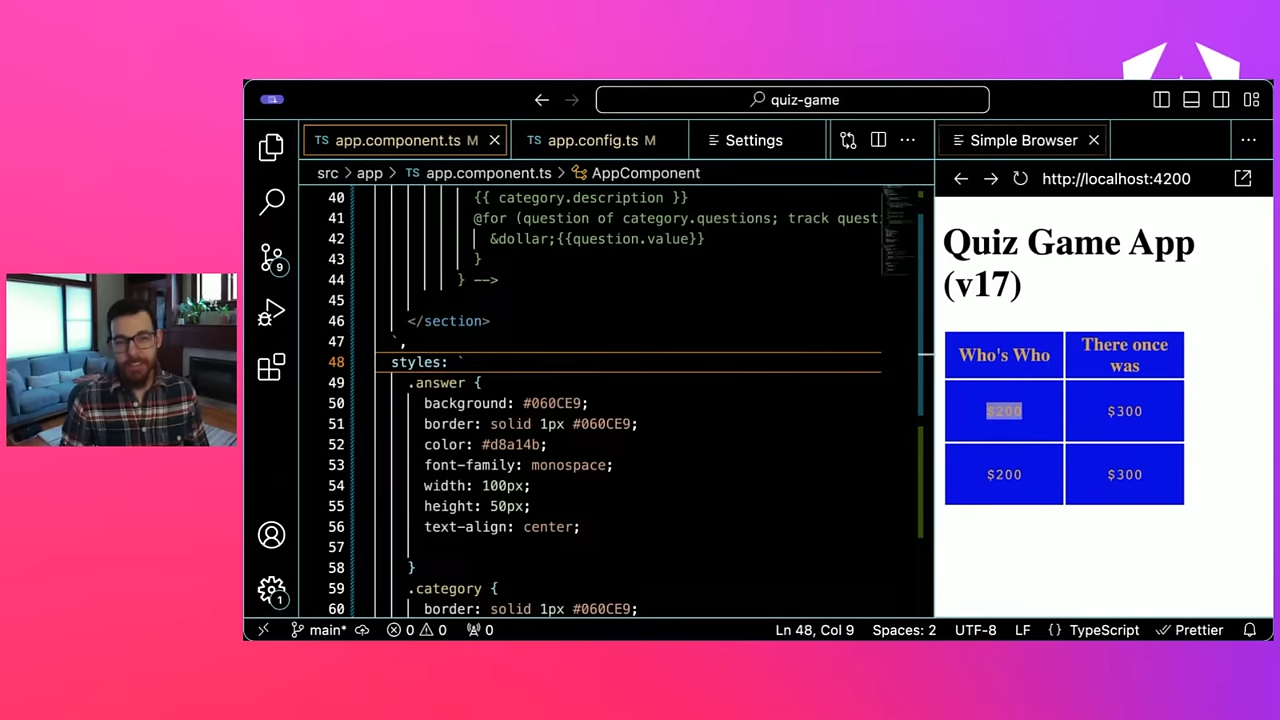 quiz-game
TS app.component.ts M
TS app.config.ts M
Settings
Simple Browser
src > app > TS app.component.ts > AppComponent
http://localhost:4200
40 {{ category.description }}
41 @for (question of category.questions; track questi
42 &dollar;{{question.value}}
43 }
44 } -->
45
46 </section>
47 `,
48 styles: `
49 .answer {
50 background: #060CE9;
51 border: solid 1px #060CE9;
52 color: #d8a14b;
53 font-family: monospace;
54 width: 100px;
55 height: 50px;
56 text-align: center;
57
58 }
59 .category {
60 border: solid 1px #060CE9;
9
1
Quiz Game App
(v17)
Who's Who
There once
was
$200
$300
$200
$300
main*
0
0
0
Ln 48, Col 9
Spaces: 2
UTF-8
LF
{} TypeScript
Prettier